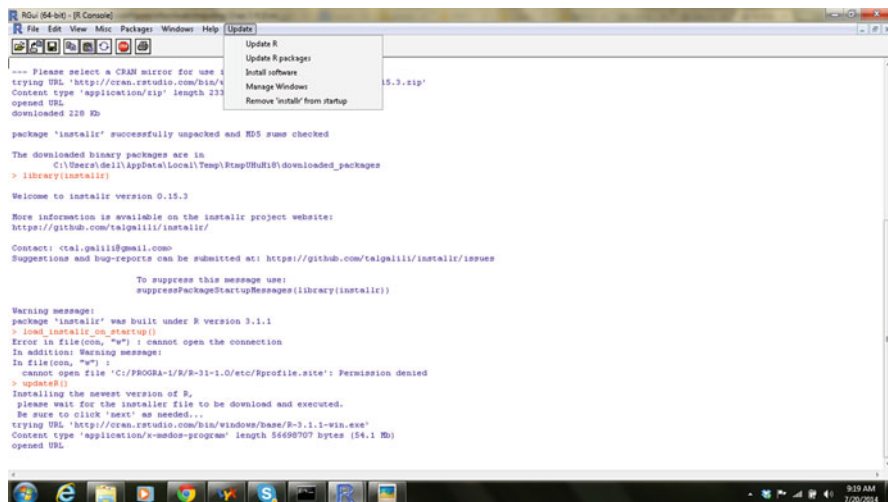 RGui (64-bit) - [R Console]
File Edit View Misc Packages Windows Help Update
Update R
Update R packages
Install software
Manage Windows
Remove 'installr' from startup
--- Please select a CRAN mirror for use
trying URL 'http://cran.rstudio.com/bin/ 15.3.zip'
Content type 'application/zip' length 233
opened URL
downloaded 228 Kb
package 'installr' successfully unpacked and MD5 sums checked
The downloaded binary packages are in
C:\Users\dell\AppData\Local\Temp\RtmpUHuHi8\downloaded_packages
> library(installr)
Welcome to installr version 0.15.3
More information is available on the installr project website:
https://github.com/talgalili/installr/
Contact: <tal.galili@gmail.com>
Suggestions and bug-reports can be submitted at: https://github.com/talgalili/installr/issues
To suppress this message use:
suppressPackageStartupMessages(library(installr))
Warning message:
package 'installr' was built under R version 3.1.1
> load_installr_on_startup()
Error in file(con, "w") : cannot open the connection
In addition: Warning message:
In file(con, "w") :
cannot open file 'C:/PROGRA~1/R/R-31~1.0/etc/Rprofile.site': Permission denied
> updateR()
Installing the newest version of R,
please wait for the installer file to be download and executed.
Be sure to click 'next' as needed...
trying URL 'http://cran.rstudio.com/bin/windows/base/R-3.1.1-win.exe'
Content type 'application/x-msdos-program' length 56698707 bytes (54.1 Mb)
opened URL
9:19 AM
7/20/2014